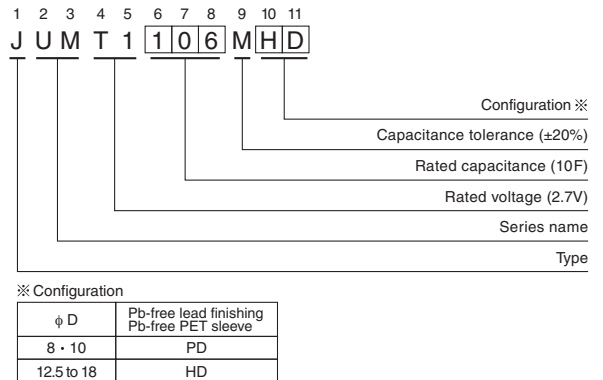 1 2 3 4 5 6 7 8 9 10 11
J U M T 1 1 0 6 M H D
Configuration ※
Capacitance tolerance (±20%)
Rated capacitance (10F)
Rated voltage (2.7V)
Series name
Type
※ Configuration
ϕ D Pb-free lead finishing
Pb-free PET sleeve
8 • 10 PD
12.5 to 18 HD